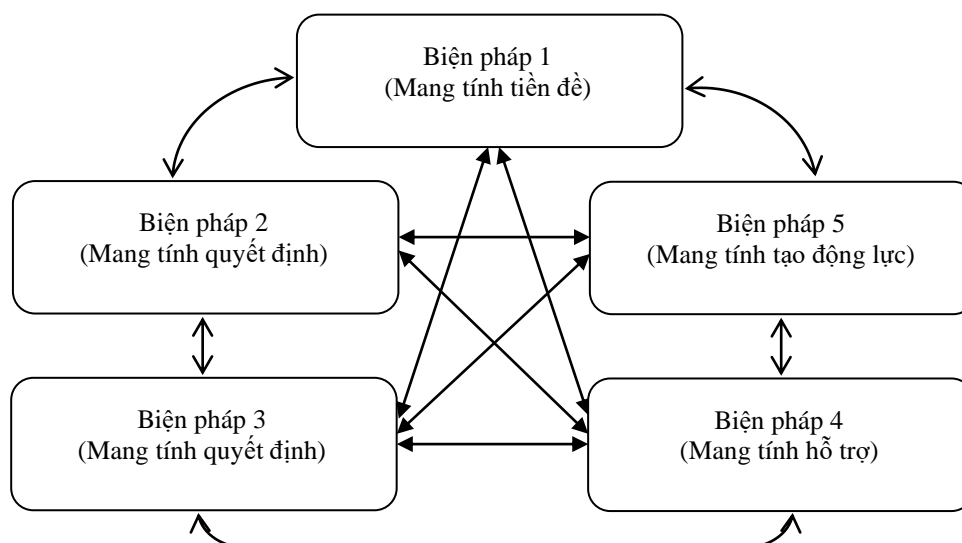 Biện pháp 1
(Mang tính tiền đề)
Biện pháp 2
(Mang tính quyết định)
Biện pháp 5
(Mang tính tạo động lực)
Biện pháp 3
(Mang tính quyết định)
Biện pháp 4
(Mang tính hỗ trợ)